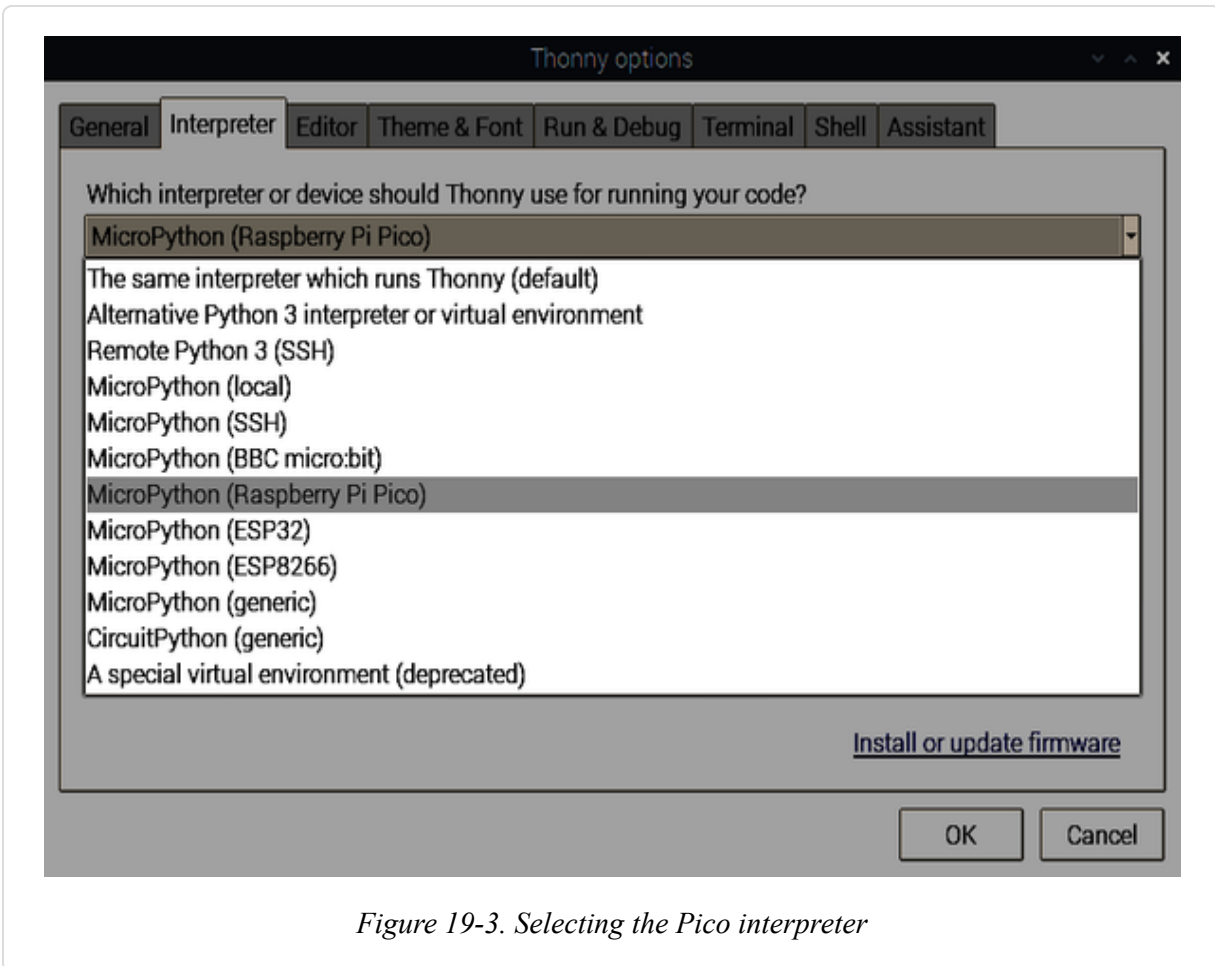 Thonny options
General Interpreter Editor Theme & Font Run & Debug Terminal Shell Assistant
Which interpreter or device should Thonny use for running your code?
MicroPython (Raspberry Pi Pico)
The same interpreter which runs Thonny (default)
Alternative Python 3 interpreter or virtual environment
Remote Python 3 (SSH)
MicroPython (local)
MicroPython (SSH)
MicroPython (BBC micro:bit)
MicroPython (Raspberry Pi Pico)
MicroPython (ESP32)
MicroPython (ESP8266)
MicroPython (generic)
CircuitPython (generic)
A special virtual environment (deprecated)
Install or update firmware
OK Cancel
Figure 19-3. Selecting the Pico interpreter